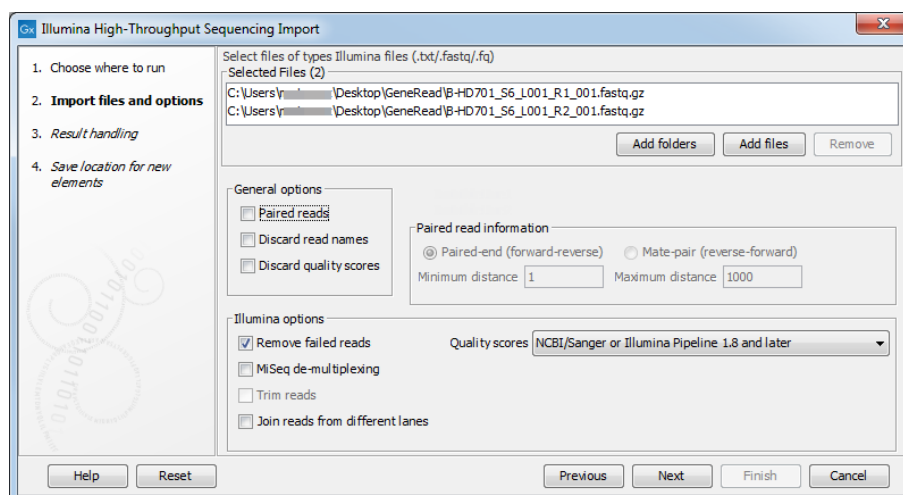 Gx Illumina High-Throughput Sequencing Import
1. Choose where to run
2. Import files and options
3. Result handling
4. Save location for new
elements
Select files of types Illumina files (.txt/.fastq/.fq)
Selected Files (2)
C:\Users\ \Desktop\GeneRead\B-HD701_S6_L001_R1_001.fastq.gz
C:\Users\ \Desktop\GeneRead\B-HD701_S6_L001_R2_001.fastq.gz
Add folders Add files Remove
General options
Paired reads
Discard read names
Discard quality scores
Paired read information
Paired-end (forward-reverse) Mate-pair (reverse-forward)
Minimum distance 1 Maximum distance 1000
Illumina options
Remove failed reads Quality scores NCBI/Sanger or Illumina Pipeline 1.8 and later
MiSeq de-multiplexing
Trim reads
Join reads from different lanes
Help Reset Previous Next Finish Cancel